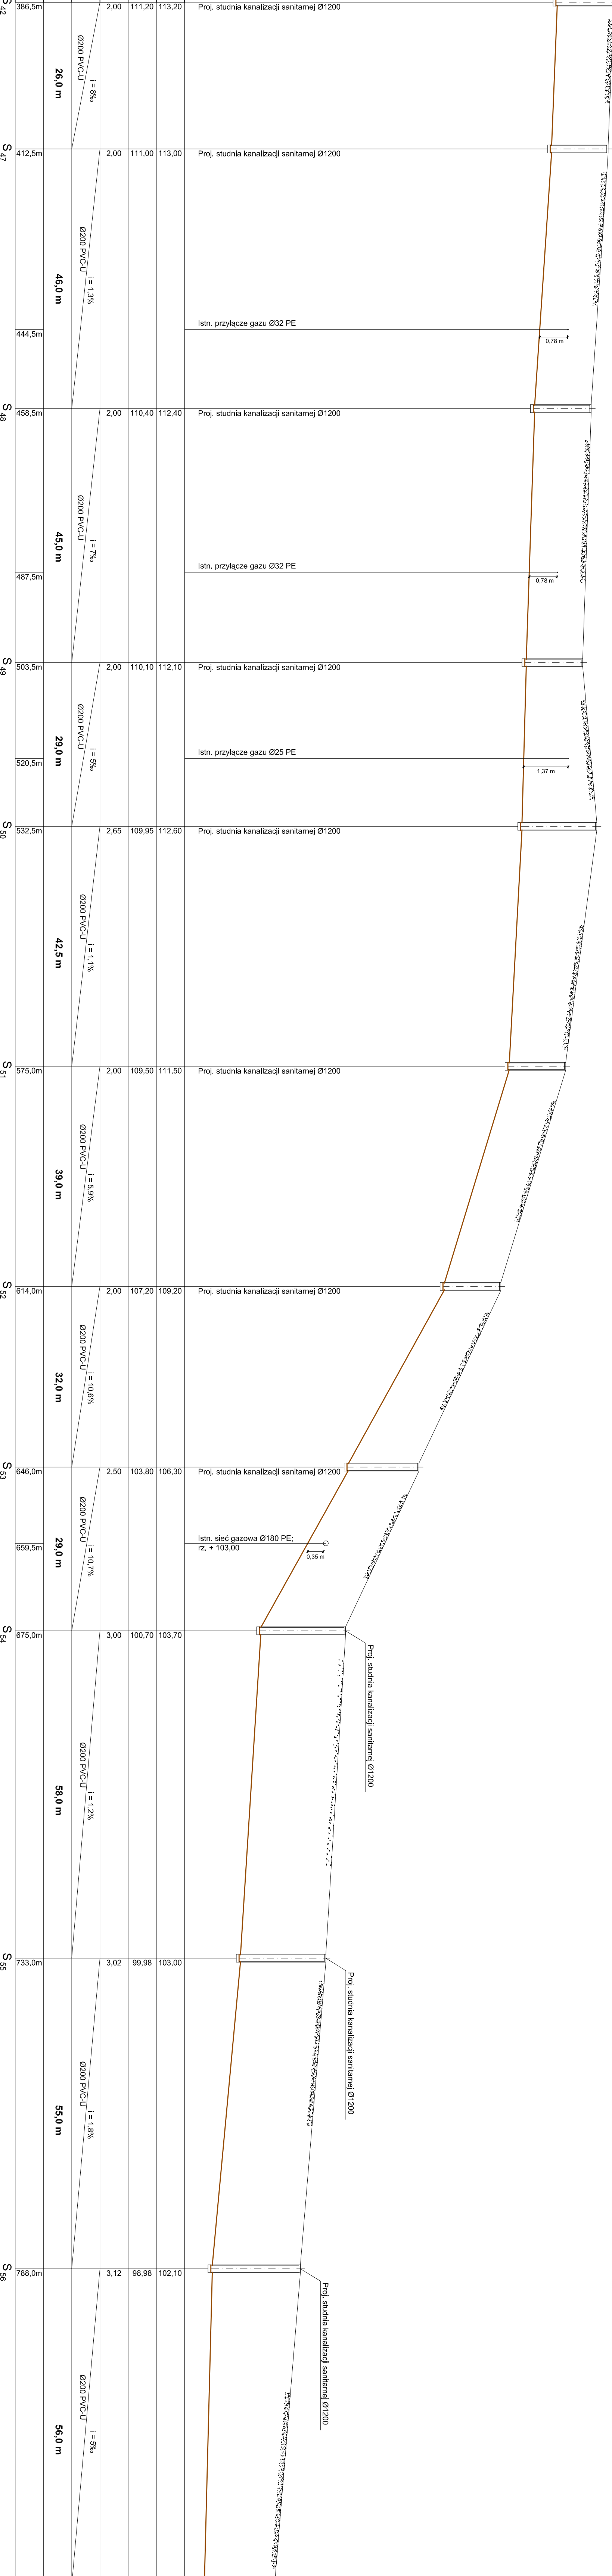 S 42
386,5m 2,00 111,20 113,20 Proj. studnia kanalizacji sanitarnej Ø1200
Ø200 PVC-U i = 8‰
26,0 m
S 47
412,5m 2,00 111,00 113,00 Proj. studnia kanalizacji sanitarnej Ø1200
Ø200 PVC-U i = 1,3%
46,0 m
Istn. przyłącze gazu Ø32 PE
444,5m
0,78 m
S 48
458,5m 2,00 110,40 112,40 Proj. studnia kanalizacji sanitarnej Ø1200
Ø200 PVC-U i = 7‰
45,0 m
Istn. przyłącze gazu Ø32 PE
487,5m
0,78 m
S 49
503,5m 2,00 110,10 112,10 Proj. studnia kanalizacji sanitarnej Ø1200
Ø200 PVC-U i = 5‰
29,0 m
Istn. przyłącze gazu Ø25 PE
520,5m
1,37 m
S 50
532,5m 2,65 109,95 112,60 Proj. studnia kanalizacji sanitarnej Ø1200
Ø200 PVC-U i = 1,1%
42,5 m
S 51
575,0m 2,00 109,50 111,50 Proj. studnia kanalizacji sanitarnej Ø1200
Ø200 PVC-U i = 5,9%
39,0 m
S 52
614,0m 2,00 107,20 109,20 Proj. studnia kanalizacji sanitarnej Ø1200
Ø200 PVC-U i = 10,6%
32,0 m
S 53
646,0m 2,50 103,80 106,30 Proj. studnia kanalizacji sanitarnej Ø1200
Ø200 PVC-U i = 10,7%
29,0 m
Istn. sieć gazowa Ø180 PE;
rz. + 103,00
659,5m
0,35 m
S 54
675,0m 3,00 100,70 103,70
Proj. studnia kanalizacji sanitarnej Ø1200
Ø200 PVC-U i = 1,2%
58,0 m
S 55
733,0m 3,02 99,98 103,00
Proj. studnia kanalizacji sanitarnej Ø1200
Ø200 PVC-U i = 1,8%
55,0 m
S 56
788,0m 3,12 98,98 102,10
Proj. studnia kanalizacji sanitarnej Ø1200
Ø200 PVC-U i = 5‰
56,0 m